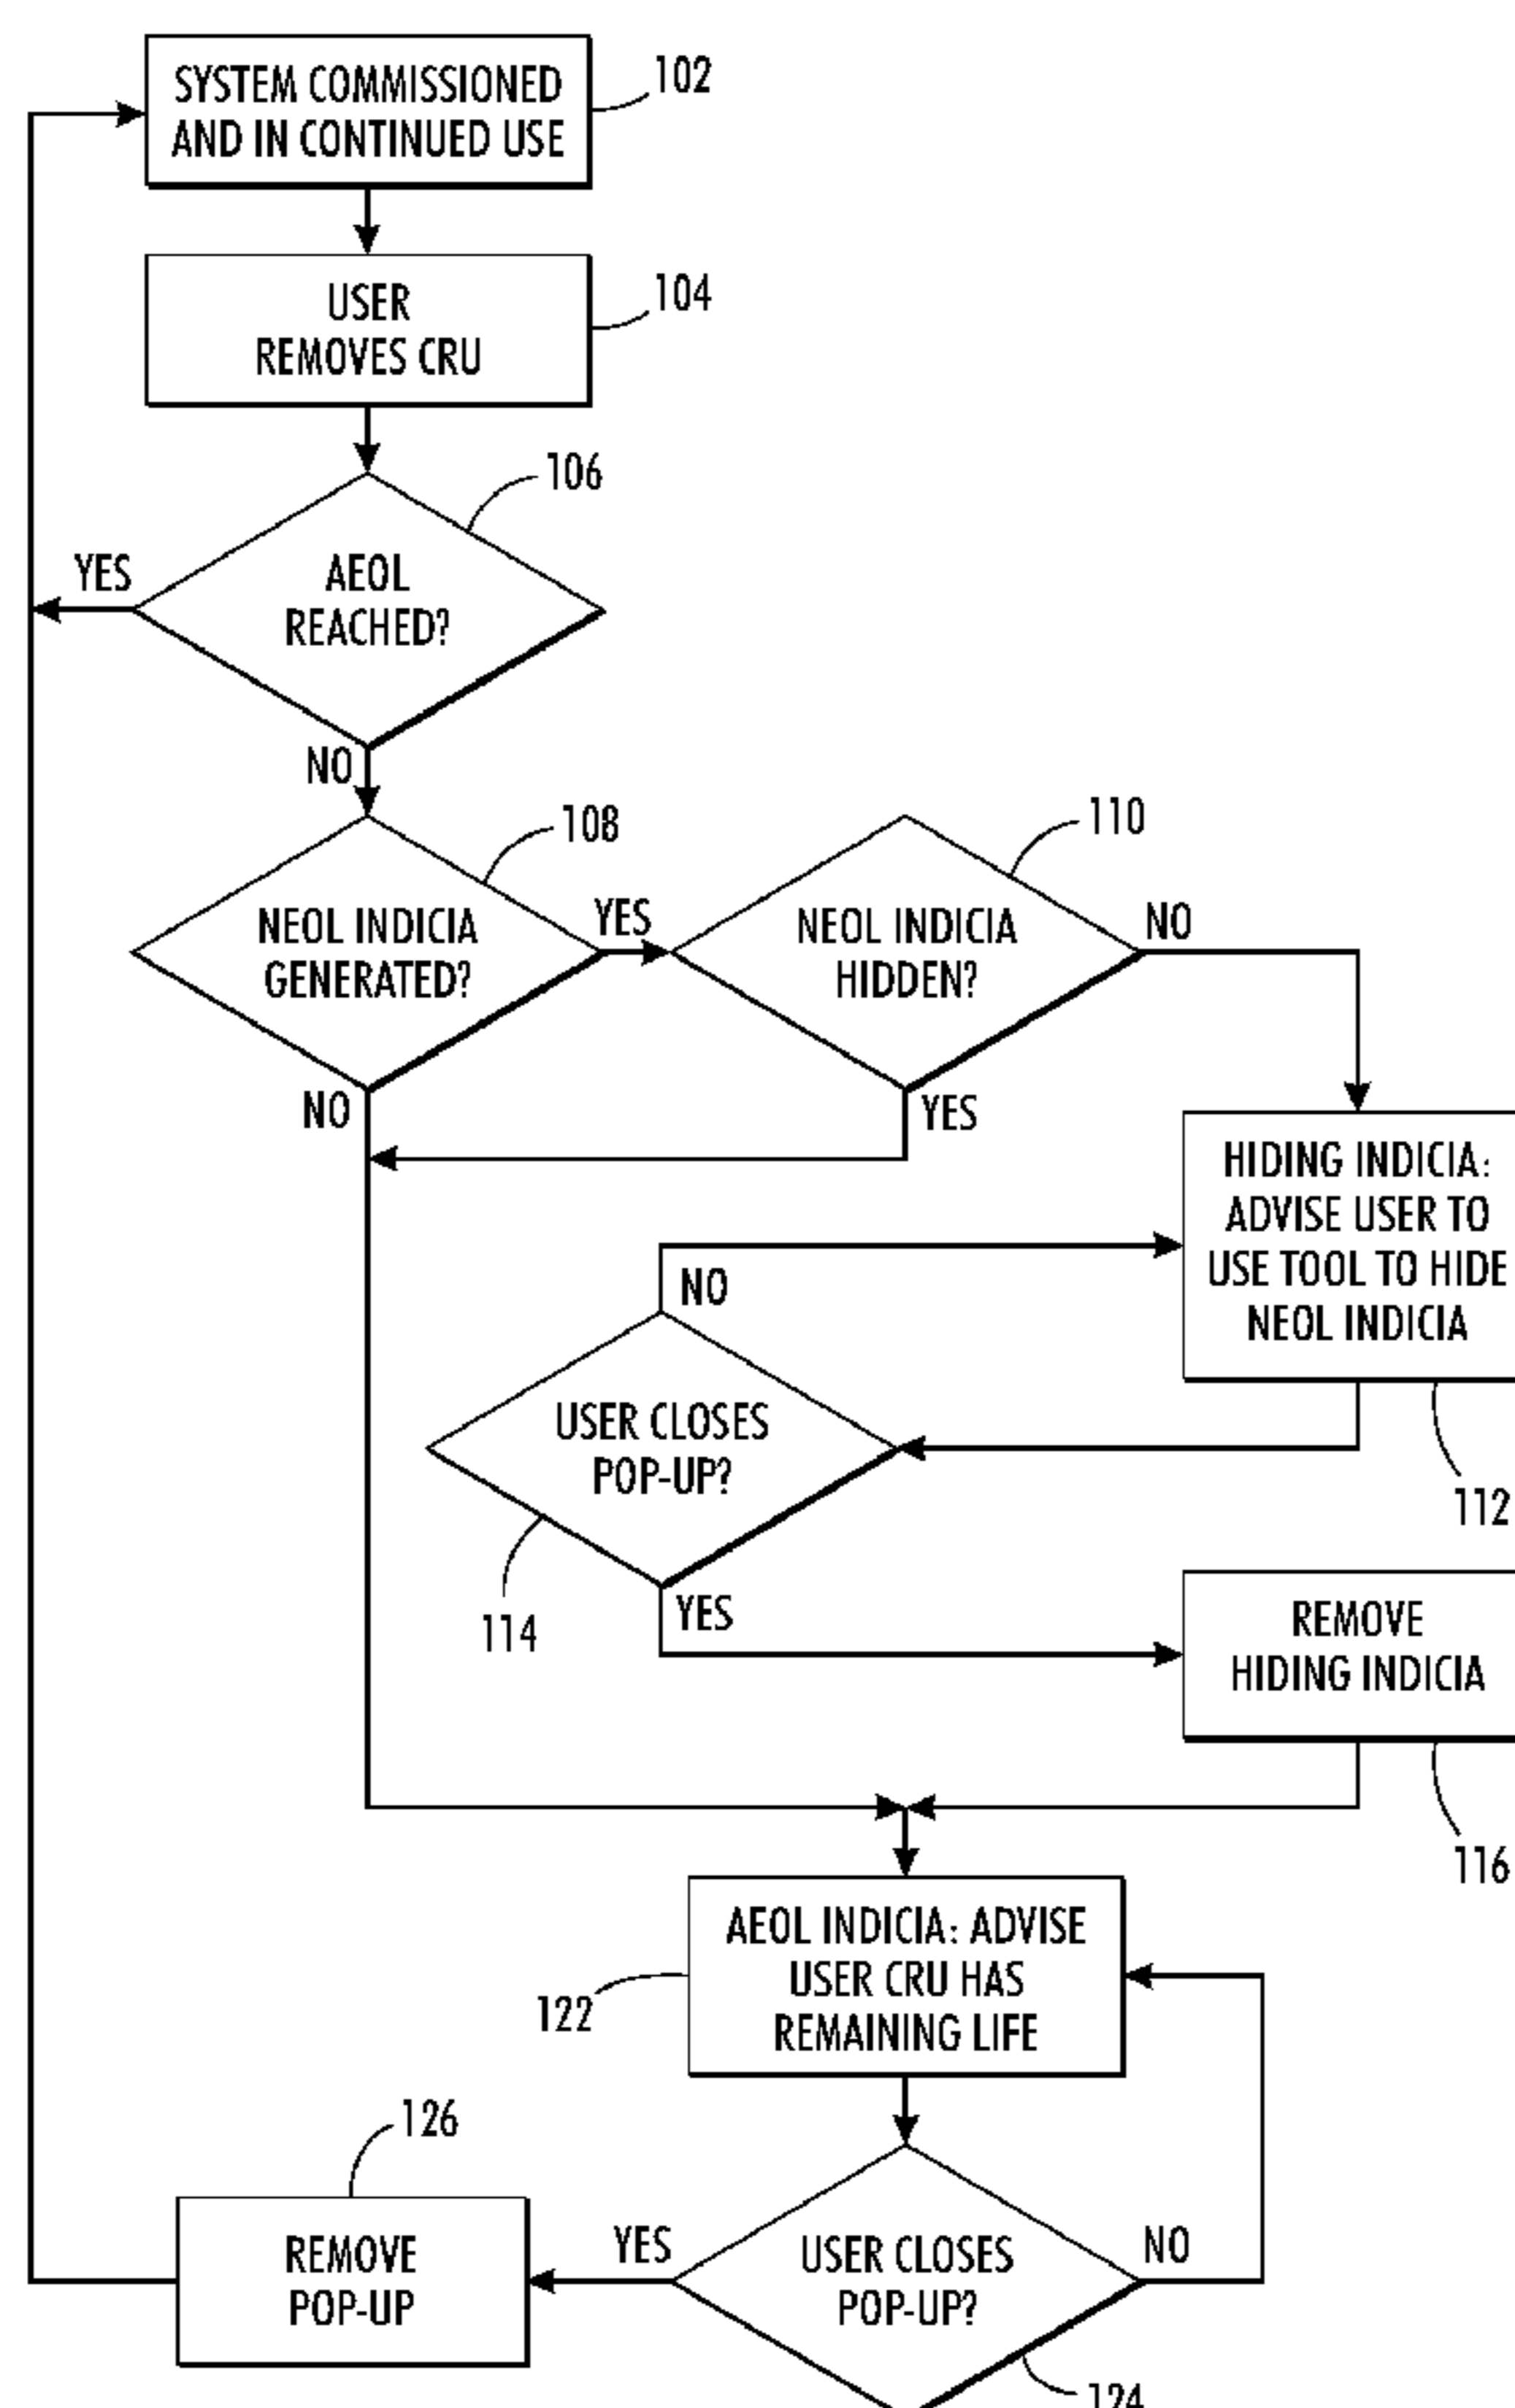 SYSTEM COMMISSIONED
AND IN CONTINUED USE
102
USER
REMOVES CRU
104
106
AEOL
REACHED?
YES
NO
108
NEOL INDICIA
GENERATED?
YES
NO
110
NEOL INDICIA
HIDDEN?
NO
YES
HIDING INDICIA:
ADVISE USER TO
USE TOOL TO HIDE
NEOL INDICIA
112
NO
USER CLOSES
POP-UP?
114
YES
REMOVE
HIDING INDICIA
116
AEOL INDICIA: ADVISE
USER CRU HAS
REMAINING LIFE
122
126
REMOVE
POP-UP
YES
USER CLOSES
POP-UP?
NO
124